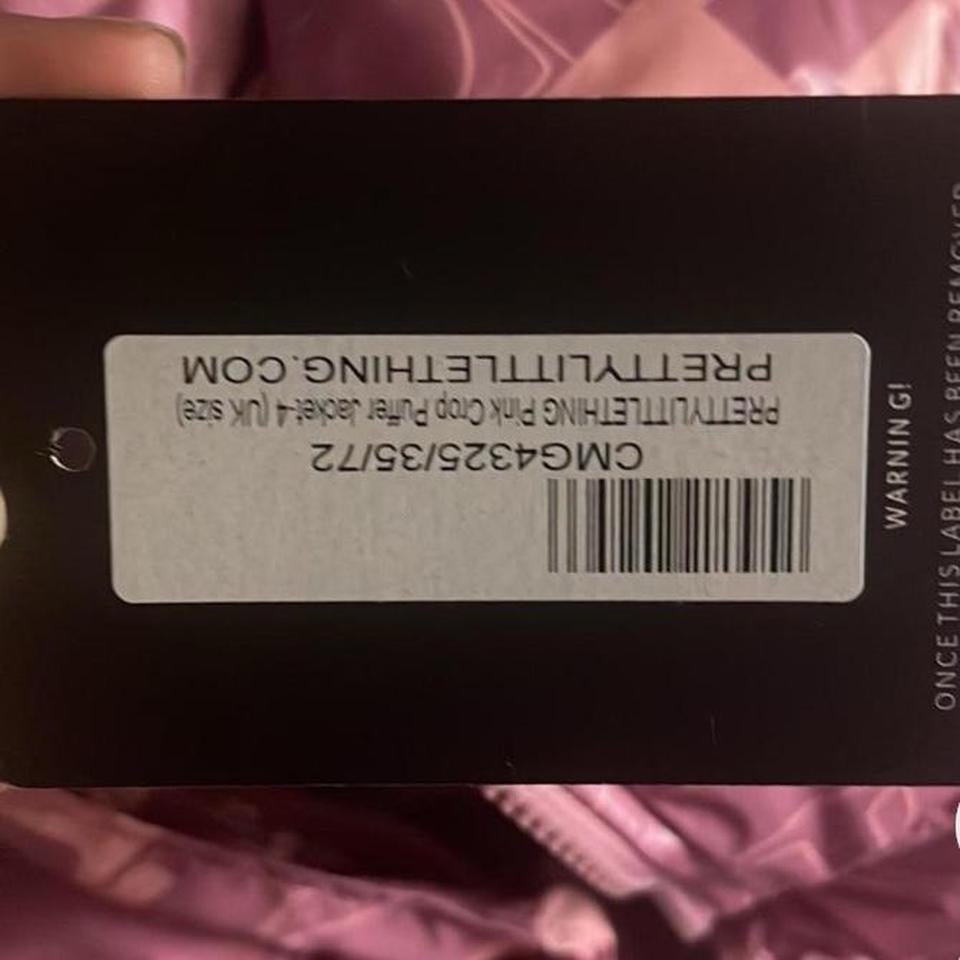 PRETTYLITTLETHING.COM
PRETTYLITTLETHING Pink Crop Puffer Jacket-4 (UK size)
CMG4325/35/72
WARNING!
ONCE THIS LABEL HAS BEEN REMOVED